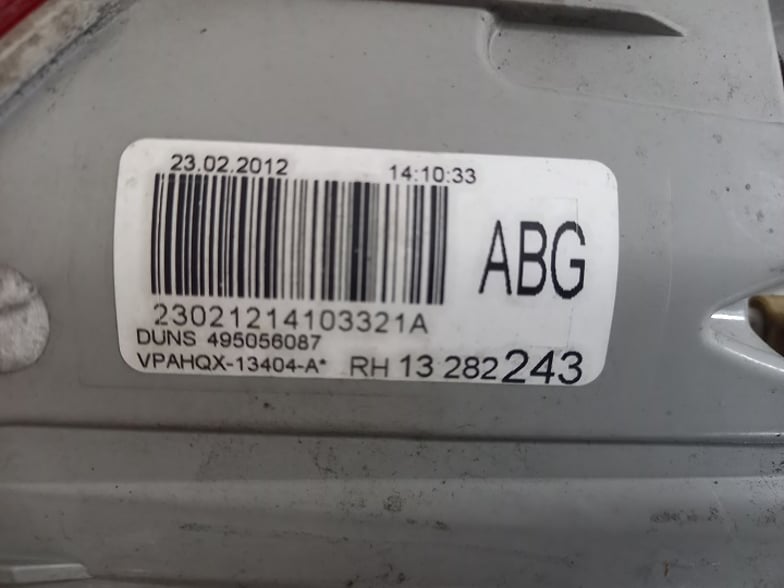 23.02.2012 14:10:33
ABG
23021214103321A
DUNS 495056087
VPAHQX-13404-A* RH 13 282 243